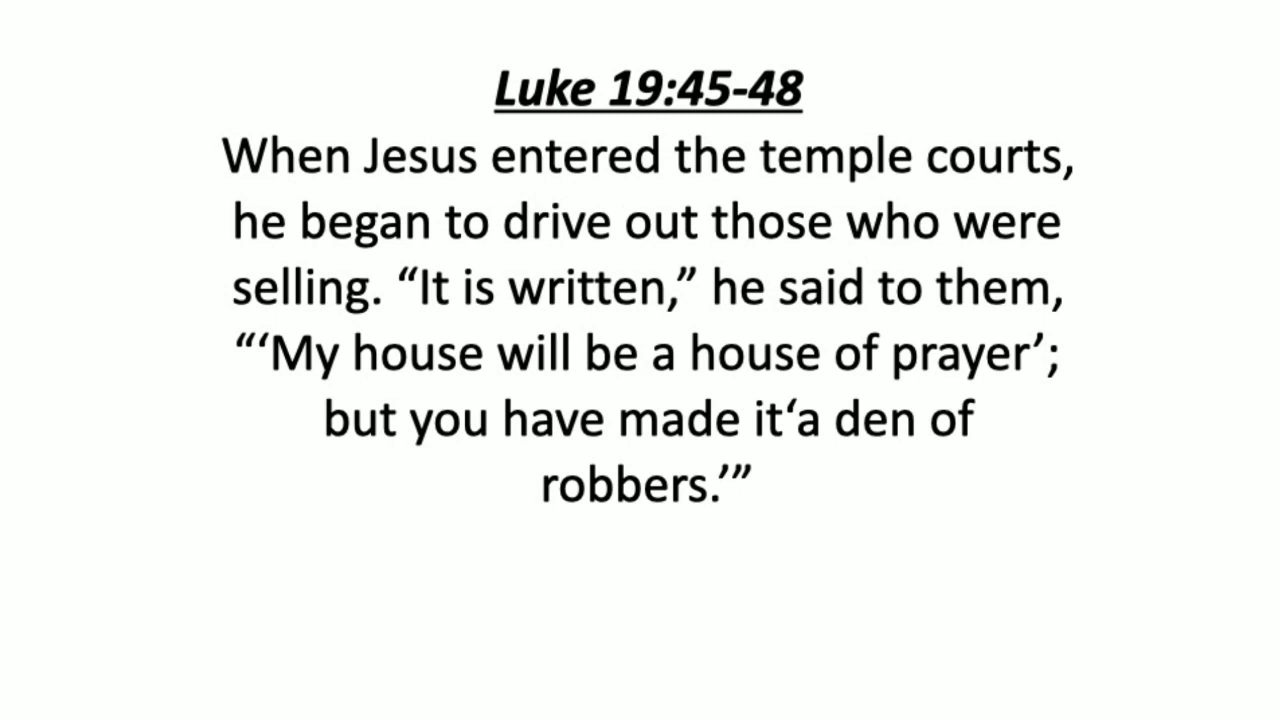 Luke 19:45-48
When Jesus entered the temple courts,
he began to drive out those who were
selling. “It is written,” he said to them,
“‘My house will be a house of prayer’;
but you have made it‘a den of
robbers.’”